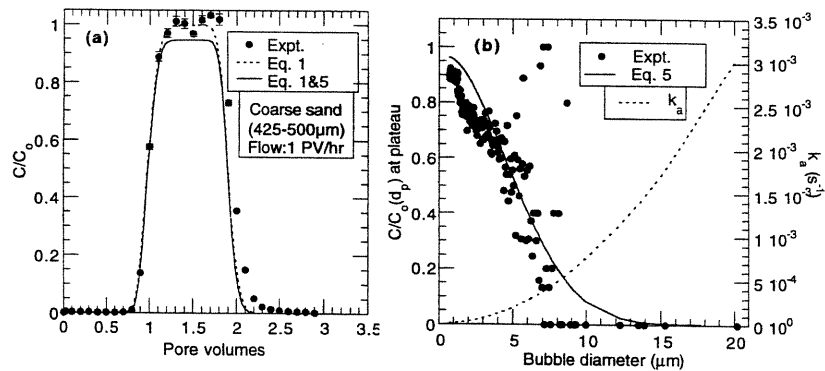 (a)
Expt.
Eq. 1
Eq. 1&5
Coarse sand
(425-500μm)
Flow:1 PV/hr
C/C₀
1
0.8
0.6
0.4
0.2
0
0 0.5 1 1.5 2 2.5 3 3.5
Pore volumes
(b)
Expt.
Eq. 5
kₐ
C/C₀(dₚ) at plateau
1
0.8
0.6
0.4
0.2
0
0 5 10 15 20
Bubble diameter (μm)
3.5 10⁻³
3 10⁻³
2.5 10⁻³
2 10⁻³
1.5 10⁻³
1 10⁻³
5 10⁻⁴
0 10⁰
kₐ (s⁻¹)